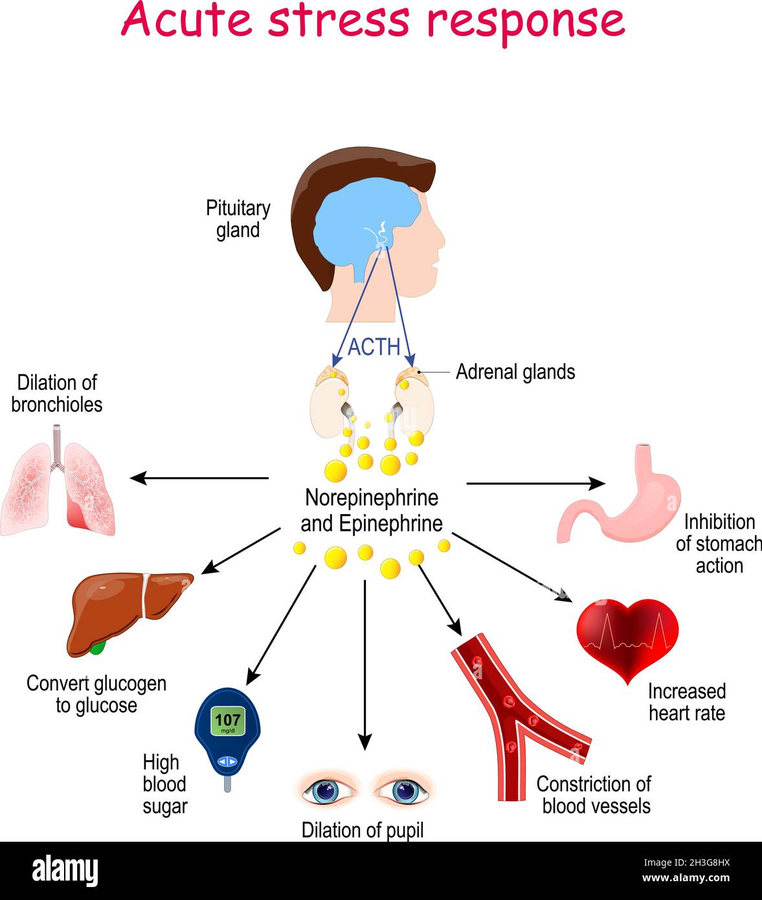 Acute stress response
Pituitary
gland
ACTH
Adrenal glands
Dilation of
bronchioles
Norepinephrine
and Epinephrine
Inhibition
of stomach
action
Convert glucogen
to glucose
Increased
heart rate
107
mg/dl
High
blood
sugar
Constriction of
blood vessels
Dilation of pupil
a
a
a
a
a
alamy
Image ID: 2H3G8HX
www.alamy.com